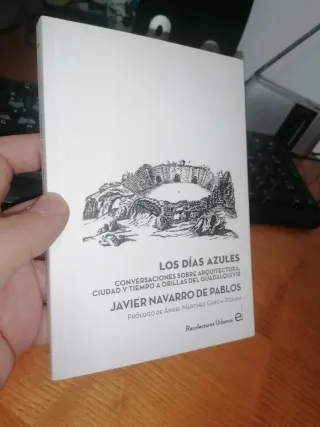 LOS DÍAS AZULES
CONVERSACIONES SOBRE ARQUITECTURA,
CIUDAD Y TIEMPO A ORILLAS DEL GUADALQUIVIR
JAVIER NAVARRO DE PABLOS
PRÓLOGO DE ÁNGEL MARTÍNEZ GARCÍA-POSADA
Recolectores Urbanos